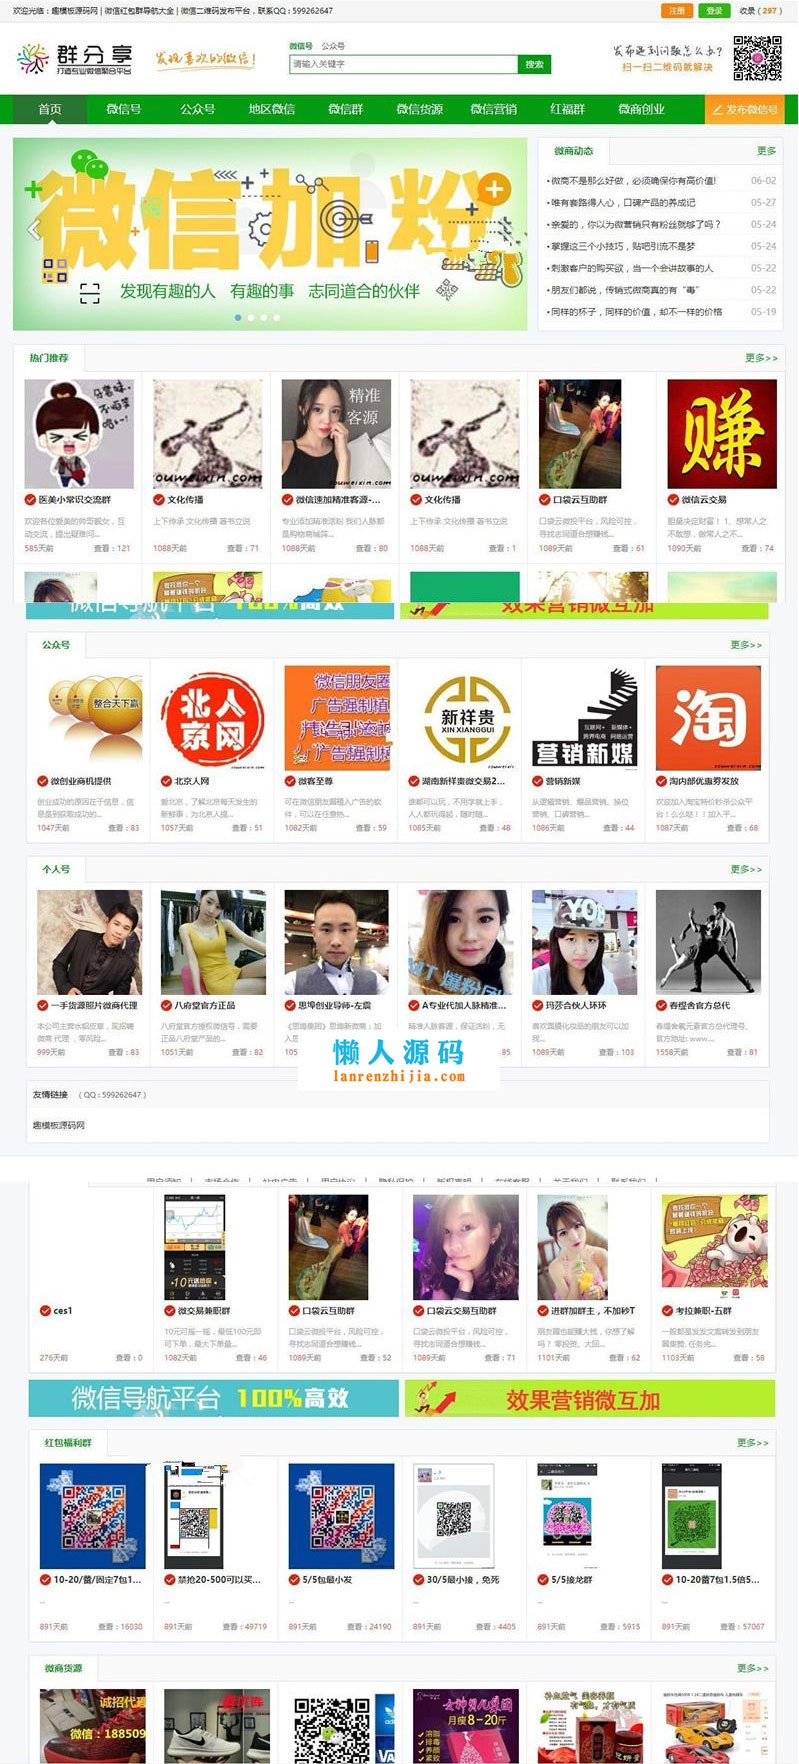 欢迎光临：趣模板源码网 | 微信红包群导航大全 | 微信二维码发布平台，联系QQ：599262647
注册 登录 收录（297）
群分享
打造专业微信聚合平台
发现喜欢的微信！
微信号 公众号
请输入关键字 搜索
发布遇到问题怎么办？
扫一扫二维码就解决
首页 微信号 公众号 地区微信 微信群 微信货源 微信营销 红福群 微商创业 发布微信号
微信加粉
发现有趣的人 有趣的事 志同道合的伙伴
微商动态 更多
微商不是那么好做，必须确保你有高价值! 06-02
唯有套路得人心，口碑产品的养成记 05-27
亲爱的，你以为微营销只有粉丝就够了吗？ 05-24
掌握这三个小技巧，贴吧引流不是梦 05-24
刺激客户的购买欲，当一个会讲故事的人 05-22
朋友们都说，传销式微商真的有“毒” 05-22
同样的杯子，同样的价值，却不一样的价格 05-19
热门推荐 更多>>
精准
客源
赚
医美小常识交流群 文化传播 微信速加精准客源-... 文化传播 口袋云互助群 微信云交易
欢迎各位爱美的帅哥靓女，互动交流，提出疑难问...
上下传承 文化传播 著书立说
专业添加精准活粉 我们人脉都是购物商城筛...
上下传承 文化传播 著书立说
口袋云微投平台，风险可控，寻找志同道合想赚钱...
胆量决定财富！ 1、想常人之不敢想，做常人之不...
585天前 查看：121 1088天前 查看：71 1088天前 查看：80 1088天前 查看：1 1089天前 查看：61 1090天前 查看：74
微信导航平台 100%高效 效果营销微互加
公众号 更多>>
整合天下赢
北京人网
微信朋友圈
广告强制植
广告强制植
新祥贵
XIN XIANGGUI
营销新媒
淘
微创业商机提供 北京人网 微客至尊 湖南新祥贵微交易2... 营销新媒 淘内部优惠券发放
创业成功的原因在于信息，信息是到获取成功的...
爱北京，了解北京每天发生的新鲜事，为北京人提...
可在微信朋友圈植入广告的软件，可以在任意热...
谁都可以玩，不用学就上手，人人都玩得起，随时随...
从逻辑营销、爆品营销、操位营销、口碑营销...
欢迎加入淘宝特价秒杀公众平台！么么哒！！加入平...
1047天前 查看：83 1057天前 查看：51 1082天前 查看：59 1085天前 查看：48 1086天前 查看：44 1087天前 查看：68
个人号 更多>>
一手货源照片微商代理 八府堂官方正品 思埠创业导师-左震 A专业代加人脉精准... 玛莎合伙人环环 春缇舍官方总代
本公司主营水貂皮草，诚招聘微商 代理 ，零风险...
八府堂官方授权微信号，需要正品八府堂产品的...
《思埠集团》思埠新微商：加
精准人脉客源，保证活粉，无
喜欢面膜化妆品的朋友可以加我...
春缇舍氧元素官方总代理号、官方地址: www....
999天前 查看：83 1051天前 查看：82 1089天前 查看：103 1558天前 查看：81
懒人源码
lanrenzhijia.com
友情链接 （QQ：599262647）
趣模板源码网
ces1 微交易兼职群 口袋云互助群 口袋云交易互助群 进群加群主，不加秒T 考拉兼职-五群
10元可摇一摇，最低100元即可下单，最大下单量...
口袋云微投平台，风险可控，寻找志同道合想赚钱...
口袋云微投平台，风险可控，寻找志同道合想赚钱...
朋友圈也能赚大钱，你想了解吗？ 零投资、大回...
一般都是发发文案转发到朋友圈集赞. 任务完...
276天前 查看：0 1082天前 查看：46 1089天前 查看：52 1089天前 查看：71 1101天前 查看：62 1103天前 查看：58
微信导航平台 100%高效 效果营销微互加
红包福利群 更多>>
10-20/蕾/固定7包1... 禁抢20-500可以买... 5/5包最小发 30/5最小接，免死 5/5接龙群 10-20蕾7包1.5倍5...
891天前 查看：16030 891天前 查看：49719 891天前 查看：24190 891天前 查看：4405 891天前 查看：5915 891天前 查看：57067
微商货源 更多>>
诚招代理
微信：188509
月瘦8-20斤